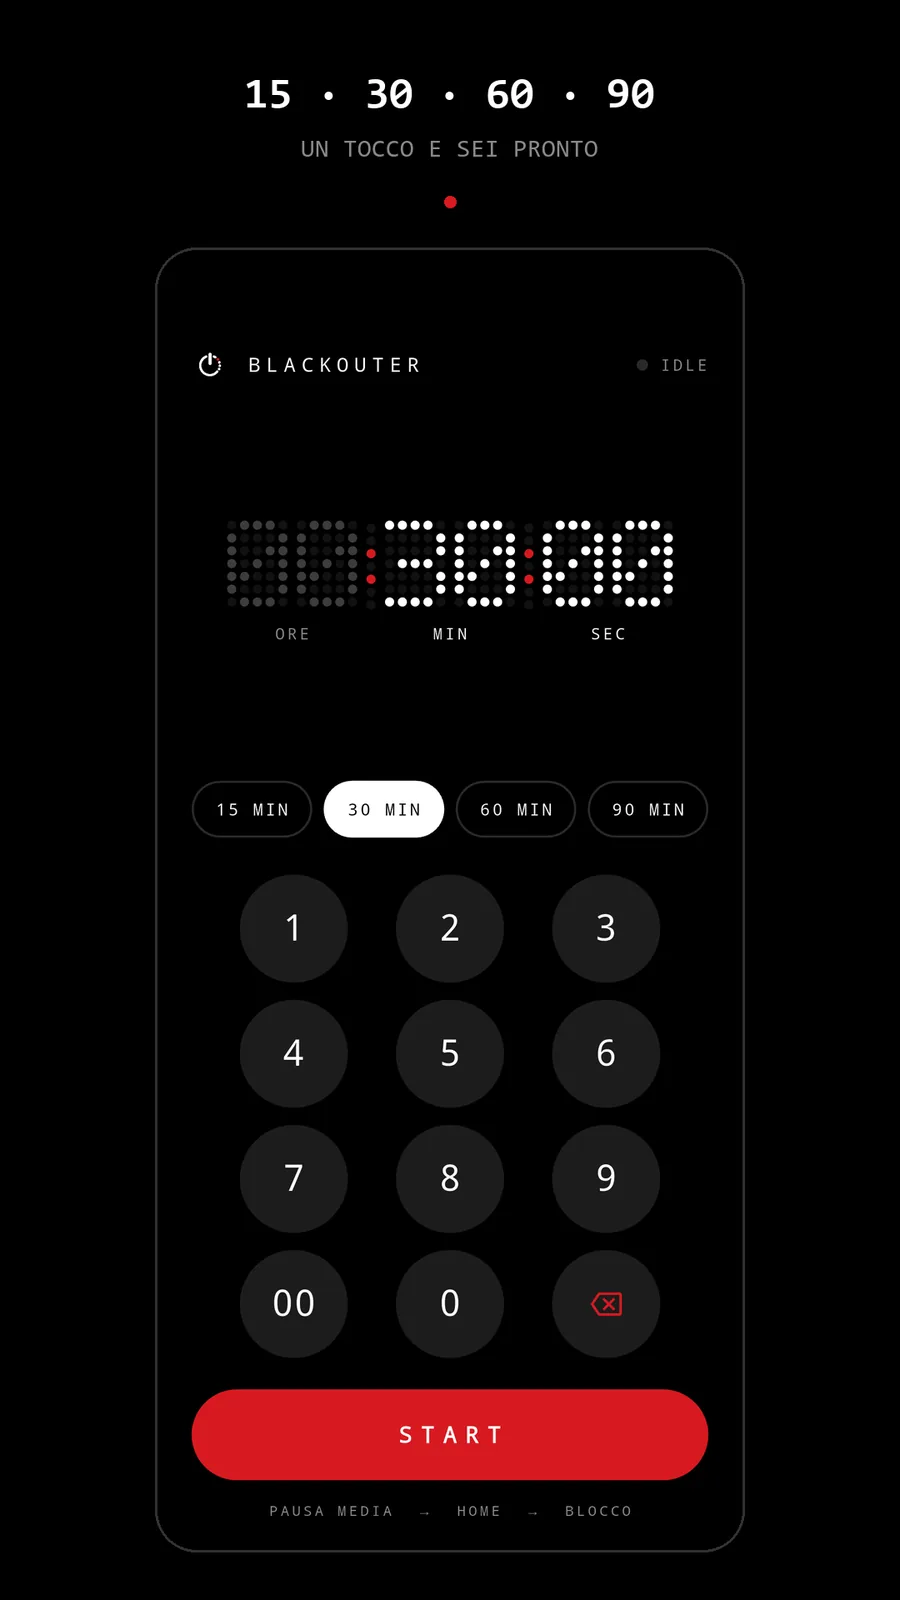 15 · 30 · 60 · 90
UN TOCCO E SEI PRONTO
BLACKOUTER
IDLE
00:30:00
ORE MIN SEC
15 MIN 30 MIN 60 MIN 90 MIN
1 2 3
4 5 6
7 8 9
00 0
START
PAUSA MEDIA → HOME → BLOCCO